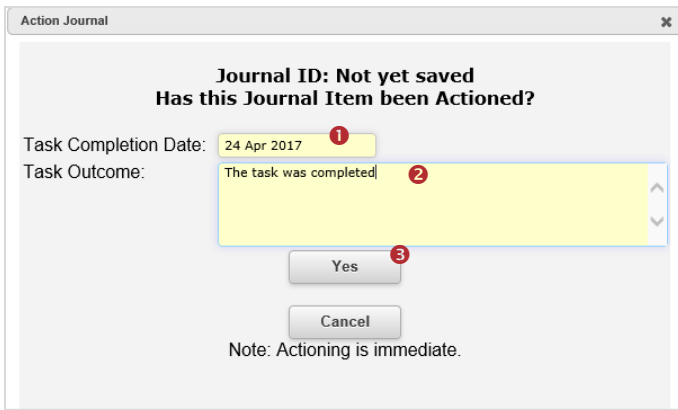 Action Journal
Journal ID: Not yet saved
Has this Journal Item been Actioned?
Task Completion Date: 24 Apr 2017 1
Task Outcome: The task was completed 2
Yes 3
Cancel
Note: Actioning is immediate.